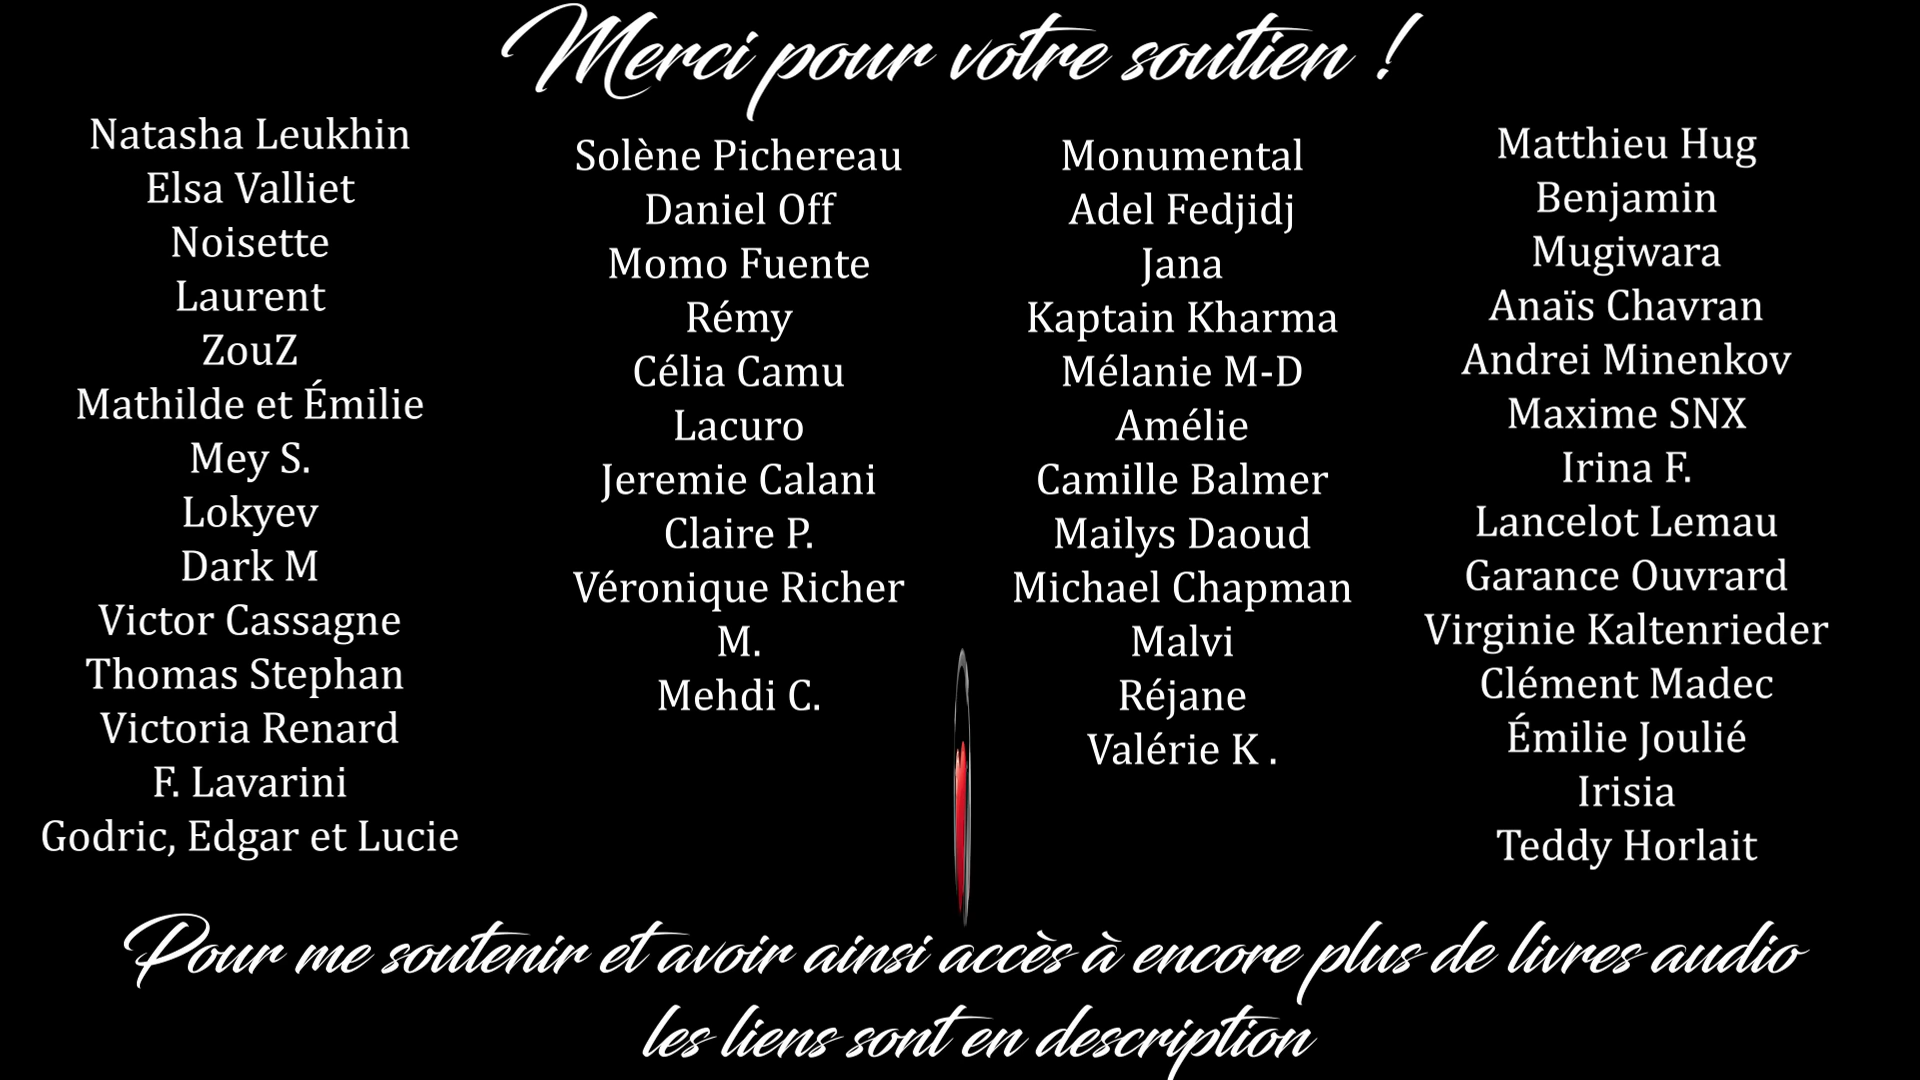 Merci pour votre soutien !
Natasha Leukhin
Elsa Valliet
Noisette
Laurent
ZouZ
Mathilde et Émilie
Mey S.
Lokyev
Dark M
Victor Cassagne
Thomas Stephan
Victoria Renard
F. Lavarini
Godric, Edgar et Lucie
Solène Pichereau
Daniel Off
Momo Fuente
Rémy
Célia Camu
Lacuro
Jeremie Calani
Claire P.
Véronique Richer
M.
Mehdi C.
Monumental
Adel Fedjidj
Jana
Kaptain Kharma
Mélanie M-D
Amélie
Camille Balmer
Mailys Daoud
Michael Chapman
Malvi
Réjane
Valérie K .
Matthieu Hug
Benjamin
Mugiwara
Anaïs Chavran
Andrei Minenkov
Maxime SNX
Irina F.
Lancelot Lemau
Garance Ouvrard
Virginie Kaltenrieder
Clément Madec
Émilie Joulié
Irisia
Teddy Horlait
Pour me soutenir et avoir ainsi accès à encore plus de livres audio
les liens sont en description